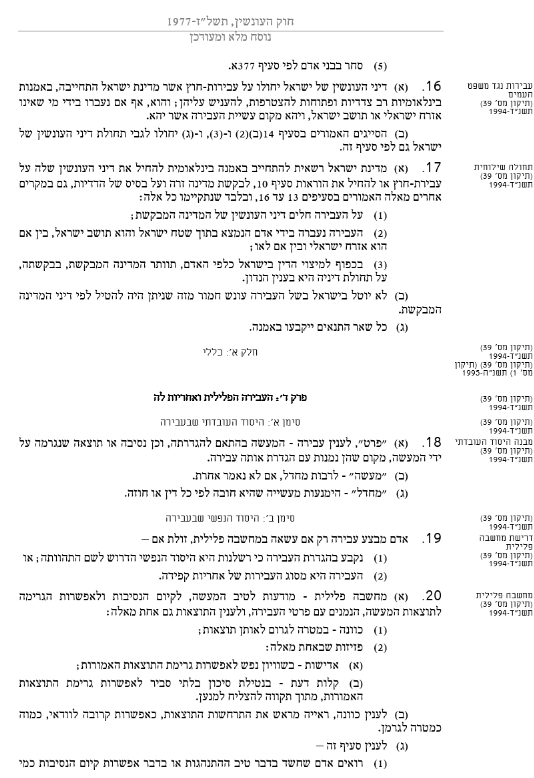 חוק העונשין, תשל״ז-1977
נוסח מלא ומעודכן
(5) סחר בבני אדם לפי סעיף 377א.
עבירות נגד משפט העמים
(תיקון מס׳ 39) תשנ״ד-1994
16. (א) דיני העונשין של ישראל יחולו על עבירות-חוץ אשר מדינת ישראל התחייבה, באמנות
בינלאומיות רב צדדיות ופתוחות להצטרפות, להעניש עליהן; והוא, אף אם נעברו בידי מי שאינו
אזרח ישראלי או תושב ישראל, ויהא מקום עשיית העבירה אשר יהא.
(ב) הסייגים האמורים בסעיף 14(ב)(2) ו-(3), ו-(ג) יחולו לגבי תחולת דיני העונשין של
ישראל גם לפי סעיף זה.
תחולה שילוחית
(תיקון מס׳ 39)
תשנ״ד-1994
17. (א) מדינת ישראל רשאית להתחייב באמנה בינלאומית להחיל את דיני העונשין שלה על
עבירת-חוץ או להחיל את הוראות סעיף 10, לבקשת מדינה זרה ועל בסיס של הדדיות, גם במקרים
אחרים מאלה האמורים בסעיפים 13 עד 16, ובלבד שנתקיימו כל אלה:
(1) על העבירה חלים דיני העונשין של המדינה המבקשת;
(2) העבירה נעברה בידי אדם הנמצא בתוך שטח ישראל והוא תושב ישראל, בין אם
הוא אזרח ישראלי ובין אם לאו;
(3) בכפוף למיצוי הדין בישראל כלפי האדם, תוותר המדינה המבקשת, בבקשתה,
על תחולת דיניה היא בענין הנדון.
(ב) לא יוטל בישראל בשל העבירה עונש חמור מזה שניתן היה להטיל לפי דיני המדינה
המבקשת.
(ג) כל שאר התנאים ייקבעו באמנה.
(תיקון מס׳ 39)
תשנ״ד-1994
(תיקון מס׳ 39) (תיקון
מס׳ 1) תשנ״ה-1995
חלק א׳: כללי
(תיקון מס׳ 39)
תשנ״ד-1994
פרק ד׳: העבירה הפלילית ואחריות לה
(תיקון מס׳ 39)
תשנ״ד-1994
סימן א׳: היסוד העובדתי שבעבירה
מבנה היסוד העובדתי
(תיקון מס׳ 39)
תשנ״ד-1994
18. (א) ״פרט״, לענין עבירה - המעשה בהתאם להגדרתה, וכן נסיבה או תוצאה שנגרמה על
ידי המעשה, מקום שהן נמנות עם הגדרת אותה עבירה.
(ב) ״מעשה״ - לרבות מחדל, אם לא נאמר אחרת.
(ג) ״מחדל״ - הימנעות מעשייה שהיא חובה לפי כל דין או חוזה.
(תיקון מס׳ 39)
תשנ״ד-1994
סימן ב׳: היסוד הנפשי שבעבירה
דרישת מחשבה
פלילית
(תיקון מס׳ 39)
תשנ״ד-1994
19. אדם מבצע עבירה רק אם עשאה במחשבה פלילית, זולת אם –
(1) נקבע בהגדרת העבירה כי רשלנות היא היסוד הנפשי הדרוש לשם התהוותה; או
(2) העבירה היא מסוג העבירות של אחריות קפידה.
מחשבה פלילית
(תיקון מס׳ 39)
תשנ״ד-1994
20. (א) מחשבה פלילית - מודעות לטיב המעשה, לקיום הנסיבות ולאפשרות הגרימה
לתוצאות המעשה, הנמנים עם פרטי העבירה, ולענין התוצאות גם אחת מאלה:
(1) כוונה - במטרה לגרום לאותן תוצאות;
(2) פזיזות שבאחת מאלה:
(א) אדישות - בשוויון נפש לאפשרות גרימת התוצאות האמורות;
(ב) קלות דעת - בנטילת סיכון בלתי סביר לאפשרות גרימת התוצאות
האמורות, מתוך תקווה להצליח למנען.
(ב) לענין כוונה, ראייה מראש את התרחשות התוצאות, כאפשרות קרובה לוודאי, כמוה
כמטרה לגרמן.
(ג) לענין סעיף זה –
(1) רואים אדם שחשד בדבר טיב ההתנהגות או בדבר אפשרות קיום הנסיבות כמי